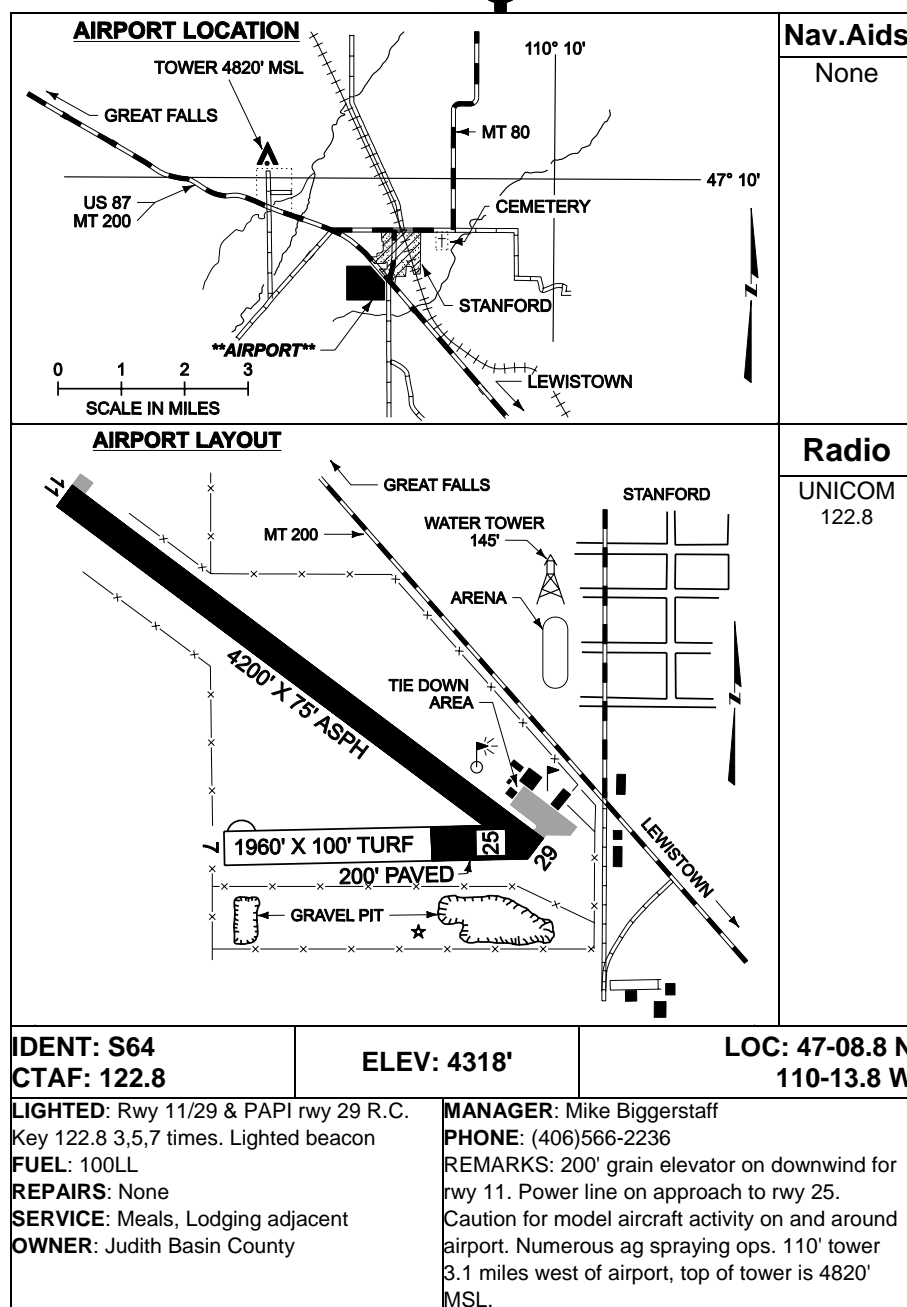 AIRPORT LOCATION
Nav.Aids
None
TOWER 4820' MSL
110° 10'
GREAT FALLS
MT 80
47° 10'
US 87
MT 200
CEMETERY
STANFORD
**AIRPORT**
N
0 1 2 3
SCALE IN MILES
LEWISTOWN
AIRPORT LAYOUT
Radio
UNICOM
122.8
11
GREAT FALLS
STANFORD
MT 200
WATER TOWER
145'
ARENA
4200' X 75' ASPH
TIE DOWN
AREA
N
7
1960' X 100' TURF
25
29
200' PAVED
LEWISTOWN
GRAVEL PIT
IDENT: S64
CTAF: 122.8
ELEV: 4318'
LOC: 47-08.8 N
110-13.8 W
LIGHTED: Rwy 11/29 & PAPI rwy 29 R.C.
Key 122.8 3,5,7 times. Lighted beacon
FUEL: 100LL
REPAIRS: None
SERVICE: Meals, Lodging adjacent
OWNER: Judith Basin County
MANAGER: Mike Biggerstaff
PHONE: (406)566-2236
REMARKS: 200' grain elevator on downwind for
rwy 11. Power line on approach to rwy 25.
Caution for model aircraft activity on and around
airport. Numerous ag spraying ops. 110' tower
3.1 miles west of airport, top of tower is 4820'
MSL.